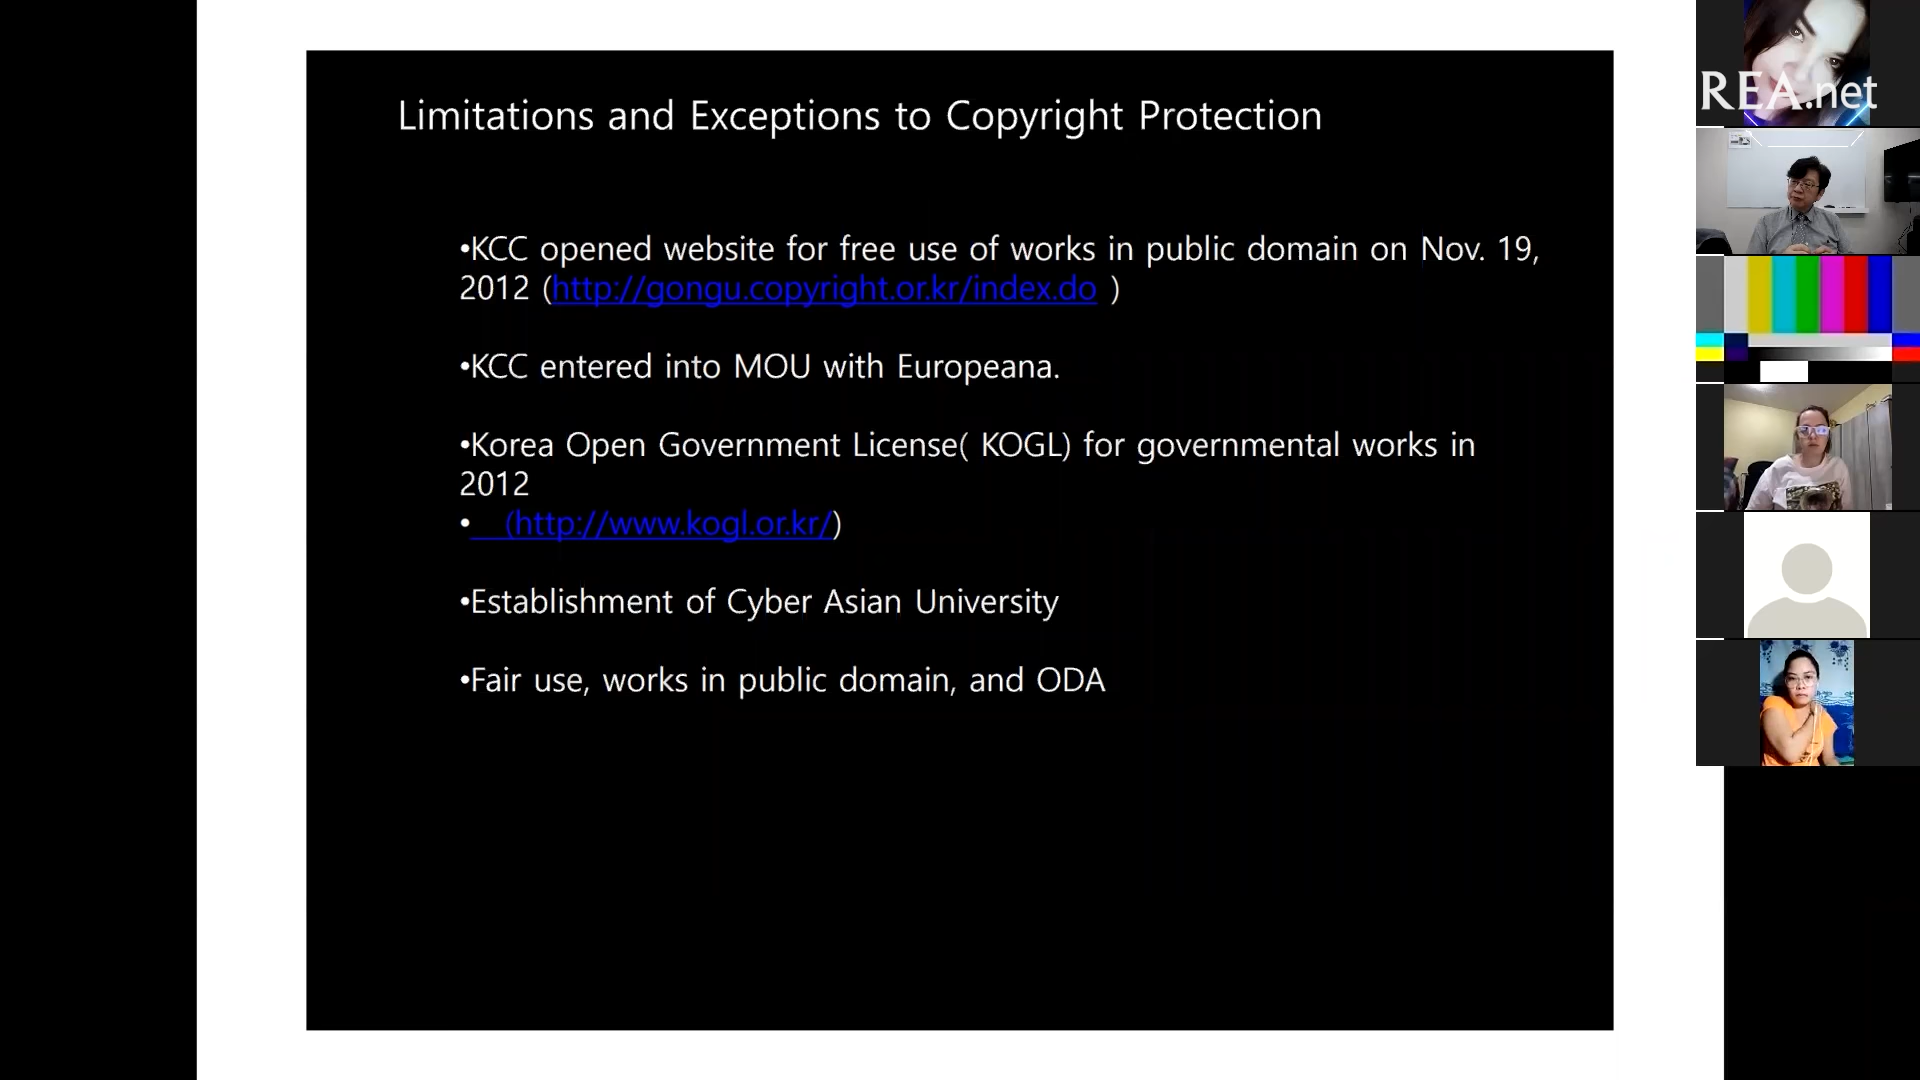 Limitations and Exceptions to Copyright Protection
•KCC opened website for free use of works in public domain on Nov. 19,
2012 (http://gongu.copyright.or.kr/index.do )
•KCC entered into MOU with Europeana.
•Korea Open Government License( KOGL) for governmental works in
2012
• (http://www.kogl.or.kr/)
•Establishment of Cyber Asian University
•Fair use, works in public domain, and ODA
REA.net